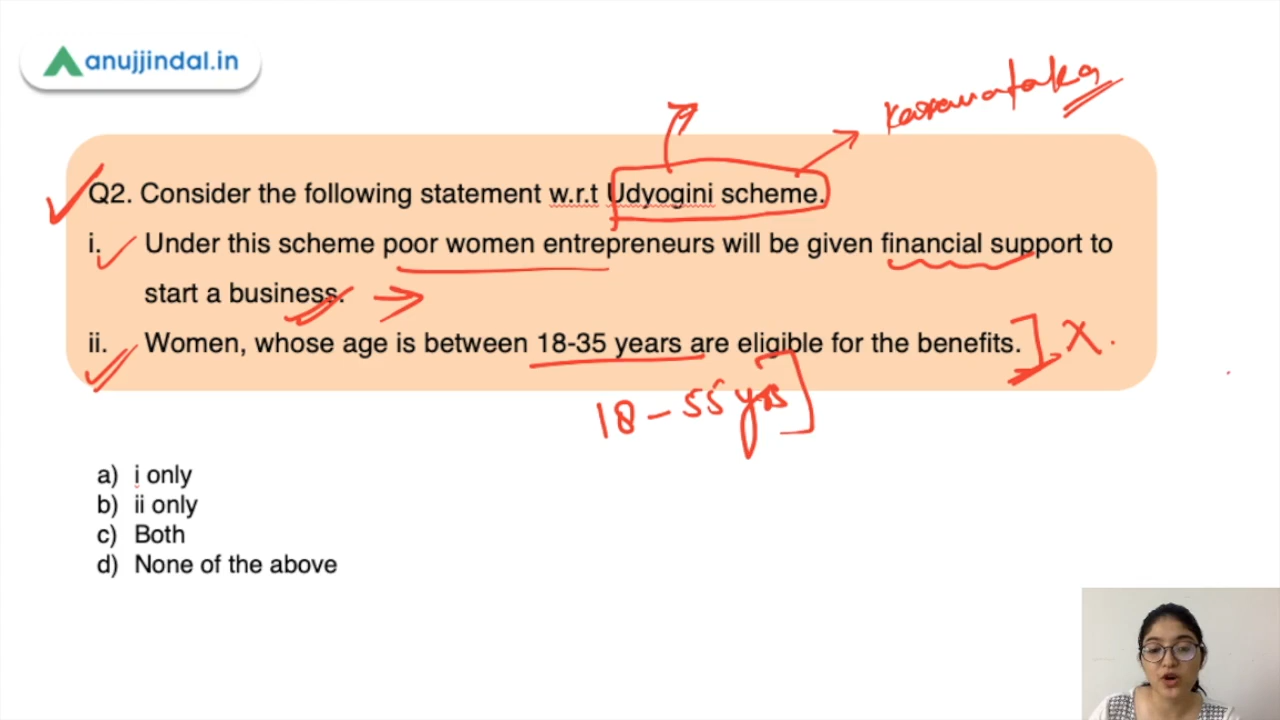 anujjindal.in
Karanataka
Q2. Consider the following statement w.r.t Udyogini scheme.
i. Under this scheme poor women entrepreneurs will be given financial support to
start a business.
ii. Women, whose age is between 18-35 years are eligible for the benefits. X
18-55 yrs
a) i only
b) ii only
c) Both
d) None of the above